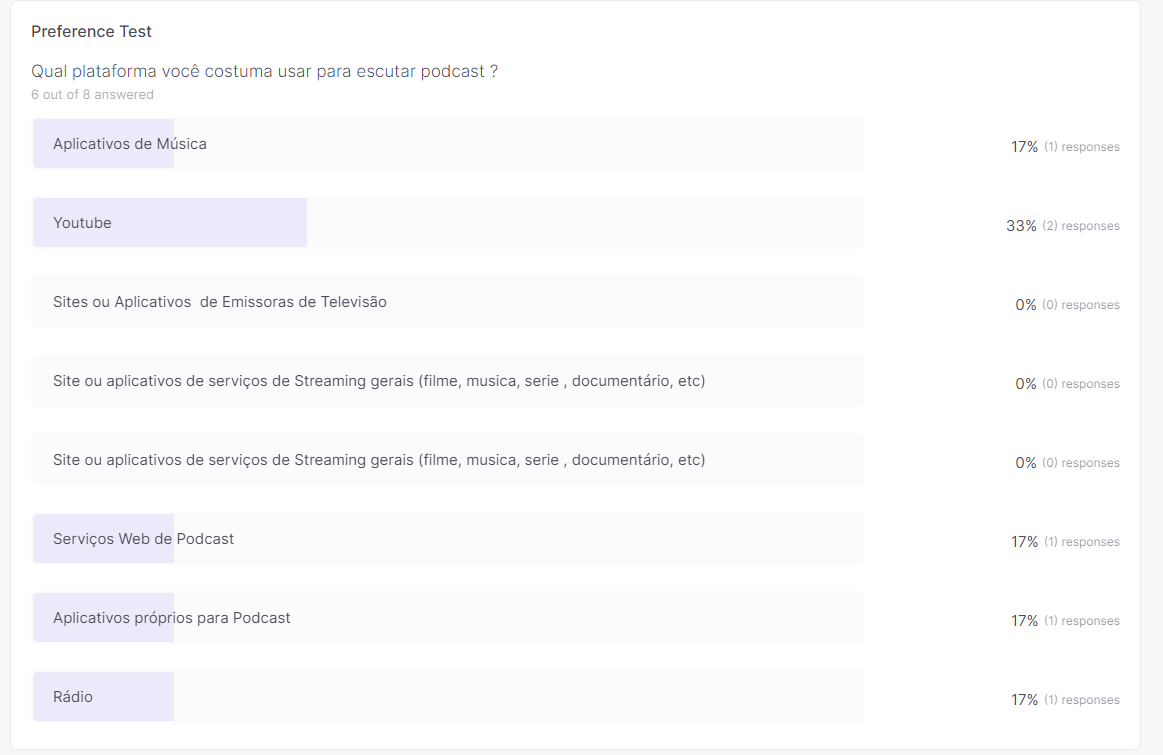 Preference Test
Qual plataforma você costuma usar para escutar podcast ?
6 out of 8 answered
Aplicativos de Música 17% (1) responses
Youtube 33% (2) responses
Sites ou Aplicativos  de Emissoras de Televisão 0% (0) responses
Site ou aplicativos de serviços de Streaming gerais (filme, musica, serie , documentário, etc) 0% (0) responses
Site ou aplicativos de serviços de Streaming gerais (filme, musica, serie , documentário, etc) 0% (0) responses
Serviços Web de Podcast 17% (1) responses
Aplicativos próprios para Podcast 17% (1) responses
Rádio 17% (1) responses